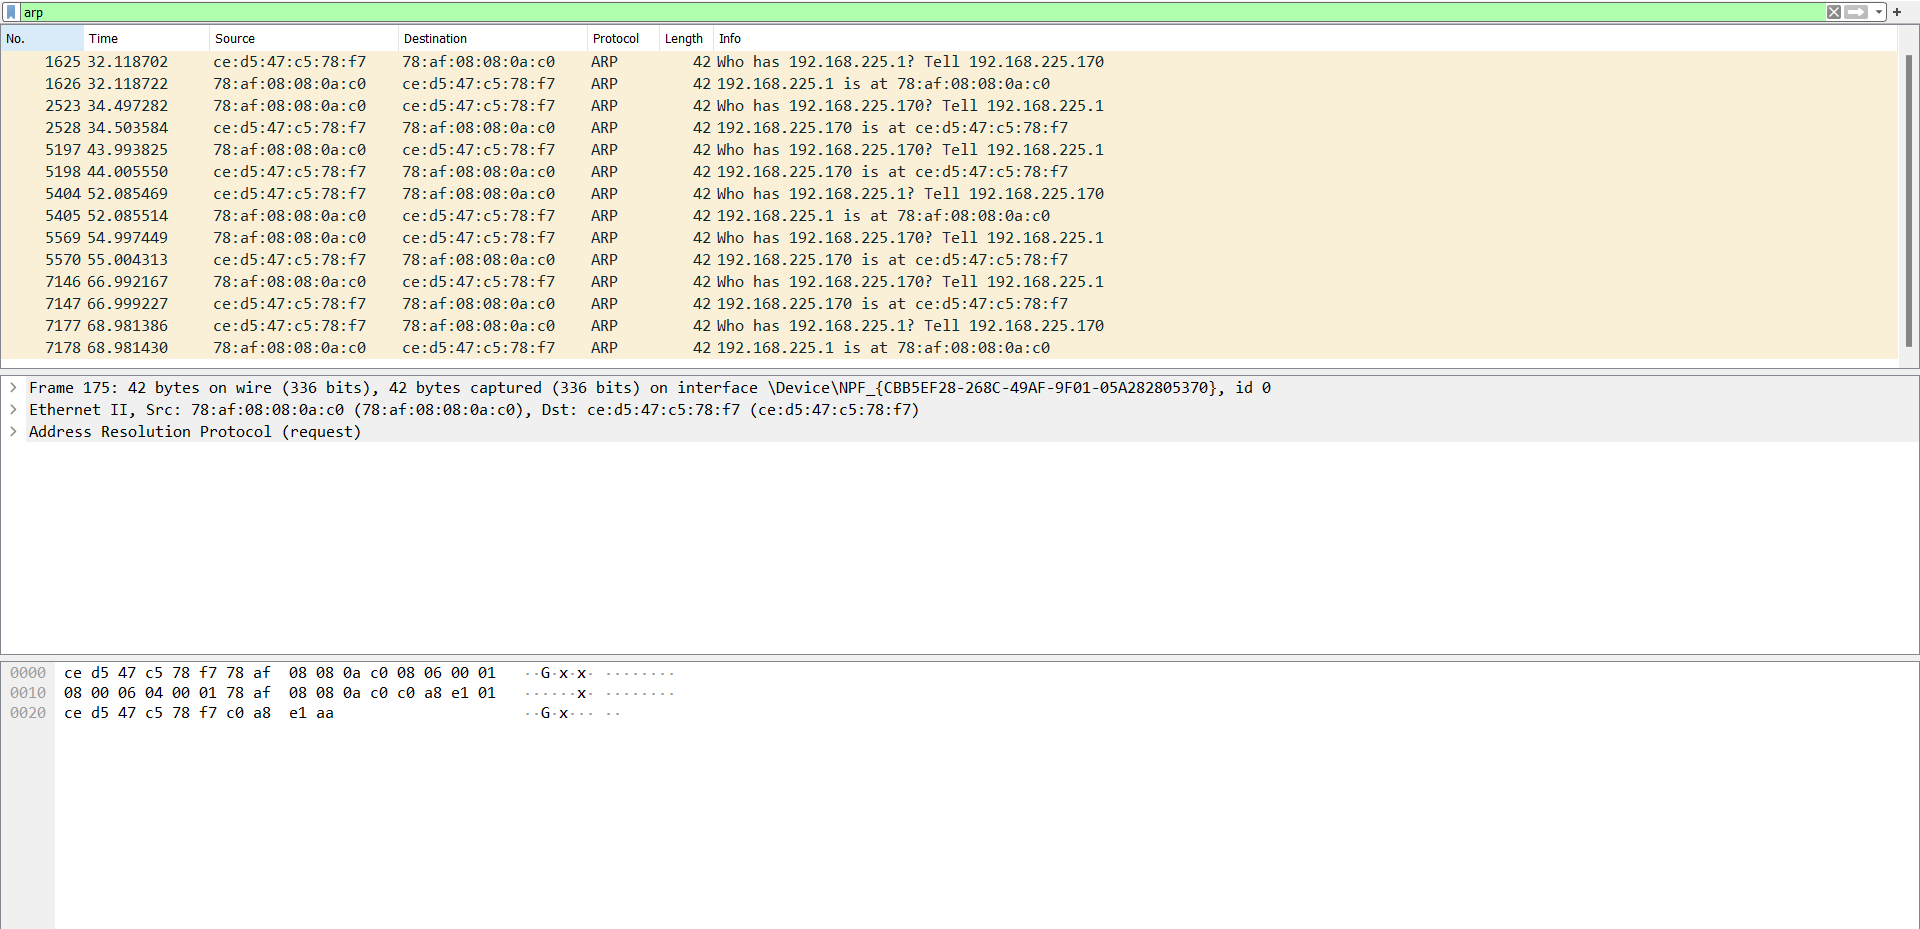 arp
No. Time Source Destination Protocol Length Info
1625 32.118702 ce:d5:47:c5:78:f7 78:af:08:08:0a:c0 ARP 42 Who has 192.168.225.1? Tell 192.168.225.170
1626 32.118722 78:af:08:08:0a:c0 ce:d5:47:c5:78:f7 ARP 42 192.168.225.1 is at 78:af:08:08:0a:c0
2523 34.497282 78:af:08:08:0a:c0 ce:d5:47:c5:78:f7 ARP 42 Who has 192.168.225.170? Tell 192.168.225.1
2528 34.503584 ce:d5:47:c5:78:f7 78:af:08:08:0a:c0 ARP 42 192.168.225.170 is at ce:d5:47:c5:78:f7
5197 43.993825 78:af:08:08:0a:c0 ce:d5:47:c5:78:f7 ARP 42 Who has 192.168.225.170? Tell 192.168.225.1
5198 44.005550 ce:d5:47:c5:78:f7 78:af:08:08:0a:c0 ARP 42 192.168.225.170 is at ce:d5:47:c5:78:f7
5404 52.085469 ce:d5:47:c5:78:f7 78:af:08:08:0a:c0 ARP 42 Who has 192.168.225.1? Tell 192.168.225.170
5405 52.085514 78:af:08:08:0a:c0 ce:d5:47:c5:78:f7 ARP 42 192.168.225.1 is at 78:af:08:08:0a:c0
5569 54.997449 78:af:08:08:0a:c0 ce:d5:47:c5:78:f7 ARP 42 Who has 192.168.225.170? Tell 192.168.225.1
5570 55.004313 ce:d5:47:c5:78:f7 78:af:08:08:0a:c0 ARP 42 192.168.225.170 is at ce:d5:47:c5:78:f7
7146 66.992167 78:af:08:08:0a:c0 ce:d5:47:c5:78:f7 ARP 42 Who has 192.168.225.170? Tell 192.168.225.1
7147 66.999227 ce:d5:47:c5:78:f7 78:af:08:08:0a:c0 ARP 42 192.168.225.170 is at ce:d5:47:c5:78:f7
7177 68.981386 ce:d5:47:c5:78:f7 78:af:08:08:0a:c0 ARP 42 Who has 192.168.225.1? Tell 192.168.225.170
7178 68.981430 78:af:08:08:0a:c0 ce:d5:47:c5:78:f7 ARP 42 192.168.225.1 is at 78:af:08:08:0a:c0
Frame 175: 42 bytes on wire (336 bits), 42 bytes captured (336 bits) on interface \Device\NPF_{CBB5EF28-268C-49AF-9F01-05A282805370}, id 0
Ethernet II, Src: 78:af:08:08:0a:c0 (78:af:08:08:0a:c0), Dst: ce:d5:47:c5:78:f7 (ce:d5:47:c5:78:f7)
Address Resolution Protocol (request)
0000 ce d5 47 c5 78 f7 78 af 08 08 0a c0 08 06 00 01 ··G·x·x· ········
0010 08 00 06 04 00 01 78 af 08 08 0a c0 c0 a8 e1 01 ······x· ········
0020 ce d5 47 c5 78 f7 c0 a8 e1 aa ··G·x··· ··